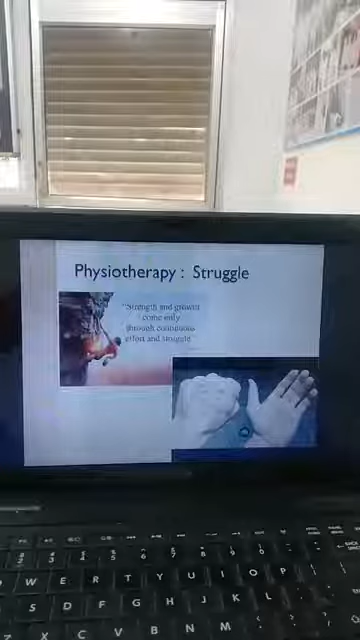 Physiotherapy : Struggle
"Strength and growth
come only
through continuous
effort and struggle."
W E R T Y U I O P
S D F G H J K L
X C V B N M